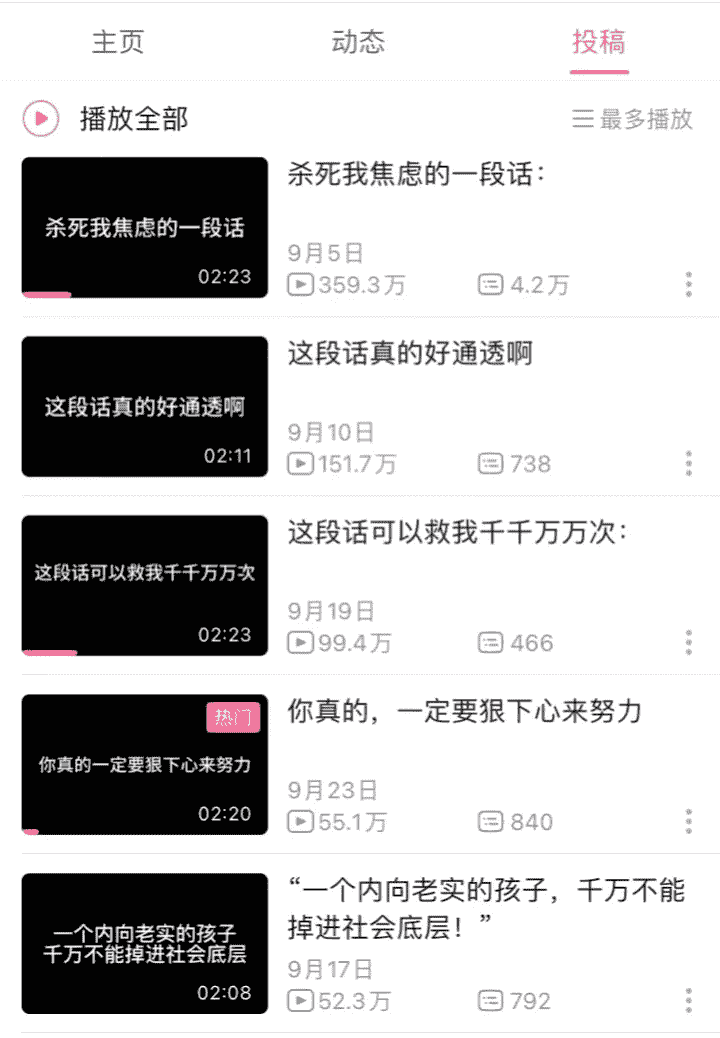 主页 动态 投稿
播放全部 最多播放
杀死我焦虑的一段话
02:23
杀死我焦虑的一段话：
9月5日
359.3万 4.2万
这段话真的好通透啊
02:11
这段话真的好通透啊
9月10日
151.7万 738
这段话可以救我千千万万次
02:23
这段话可以救我千千万万次：
9月19日
99.4万 466
热门
你真的一定要狠下心来努力
02:20
你真的，一定要狠下心来努力
9月23日
55.1万 840
一个内向老实的孩子
千万不能掉进社会底层
02:08
“一个内向老实的孩子，千万不能
掉进社会底层！”
9月17日
52.3万 792